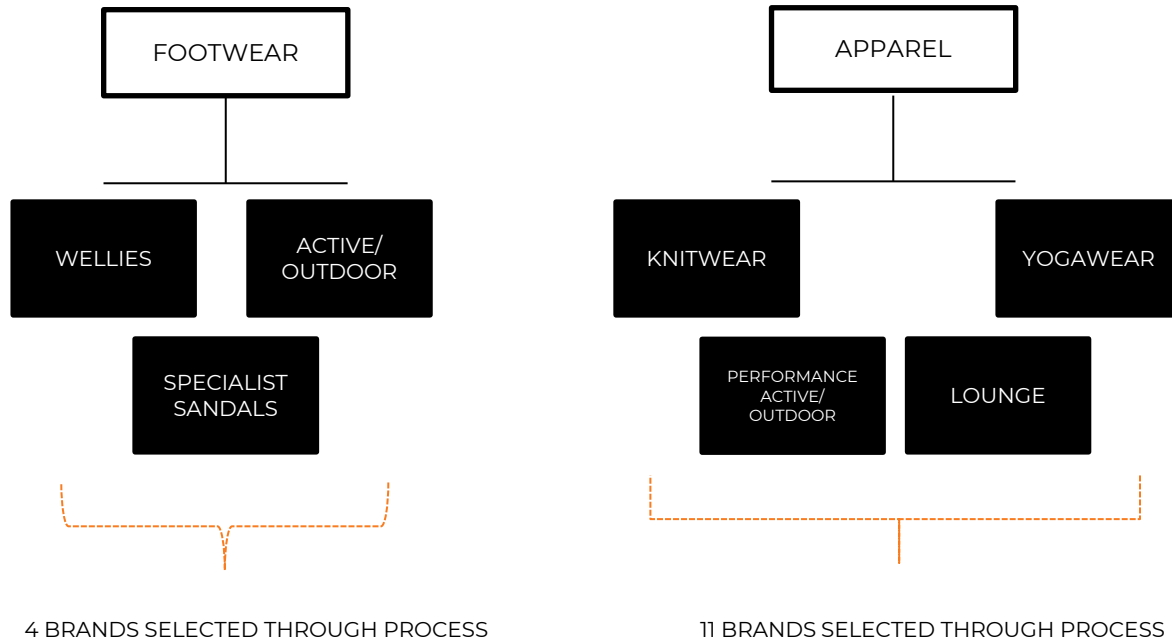 FOOTWEAR
APPAREL
WELLIES
ACTIVE/
OUTDOOR
KNITWEAR
YOGAWEAR
SPECIALIST
SANDALS
PERFORMANCE
ACTIVE/
OUTDOOR
LOUNGE
4 BRANDS SELECTED THROUGH PROCESS
11 BRANDS SELECTED THROUGH PROCESS